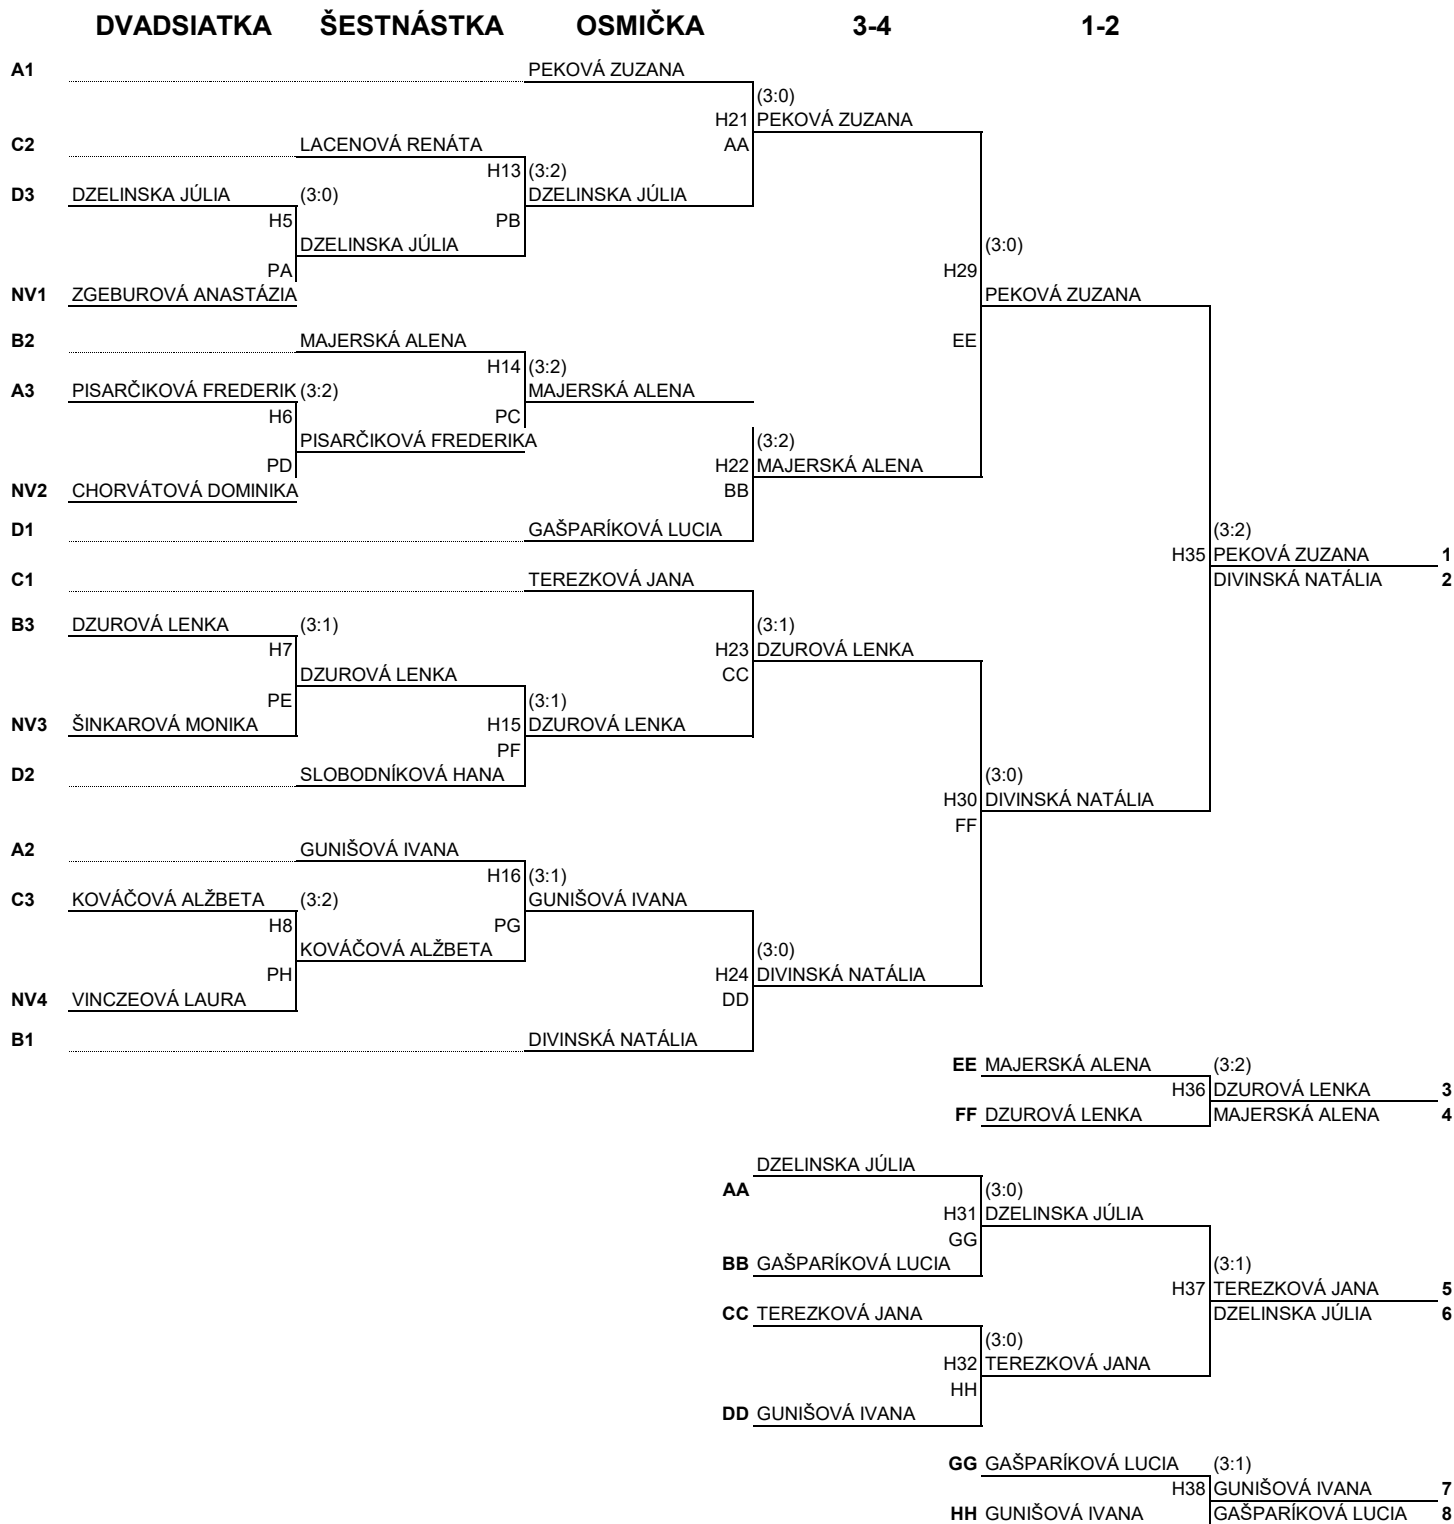 DVADSIATKA ŠESTNÁSTKA OSMIČKA 3-4 1-2
A1 PEKOVÁ ZUZANA
(3:0)
H21 PEKOVÁ ZUZANA
C2 LACENOVÁ RENÁTA AA
H13 (3:2)
D3 DZELINSKA JÚLIA (3:0) DZELINSKA JÚLIA
H5 PB
DZELINSKA JÚLIA (3:0)
PA H29
NV1 ZGEBUROVÁ ANASTÁZIA PEKOVÁ ZUZANA
B2 MAJERSKÁ ALENA EE
H14 (3:2)
A3 PISARČIKOVÁ FREDERIK (3:2) MAJERSKÁ ALENA
H6 PC
PISARČIKOVÁ FREDERIKA (3:2)
PD H22 MAJERSKÁ ALENA
NV2 CHORVÁTOVÁ DOMINIKA BB
D1 GAŠPARÍKOVÁ LUCIA (3:2)
H35 PEKOVÁ ZUZANA 1
C1 TEREZKOVÁ JANA DIVINSKÁ NATÁLIA 2
B3 DZUROVÁ LENKA (3:1) (3:1)
H7 H23 DZUROVÁ LENKA
DZUROVÁ LENKA CC
PE (3:1)
NV3 ŠINKAROVÁ MONIKA H15 DZUROVÁ LENKA
PF
D2 SLOBODNÍKOVÁ HANA (3:0)
H30 DIVINSKÁ NATÁLIA
FF
A2 GUNIŠOVÁ IVANA
H16 (3:1)
C3 KOVÁČOVÁ ALŽBETA (3:2) GUNIŠOVÁ IVANA
H8 PG
KOVÁČOVÁ ALŽBETA (3:0)
PH H24 DIVINSKÁ NATÁLIA
NV4 VINCZEOVÁ LAURA DD
B1 DIVINSKÁ NATÁLIA
EE MAJERSKÁ ALENA (3:2)
H36 DZUROVÁ LENKA 3
FF DZUROVÁ LENKA MAJERSKÁ ALENA 4
DZELINSKA JÚLIA
AA (3:0)
H31 DZELINSKA JÚLIA
GG
BB GAŠPARÍKOVÁ LUCIA (3:1)
H37 TEREZKOVÁ JANA 5
CC TEREZKOVÁ JANA DZELINSKA JÚLIA 6
(3:0)
H32 TEREZKOVÁ JANA
HH
DD GUNIŠOVÁ IVANA
GG GAŠPARÍKOVÁ LUCIA (3:1)
H38 GUNIŠOVÁ IVANA 7
HH GUNIŠOVÁ IVANA GAŠPARÍKOVÁ LUCIA 8